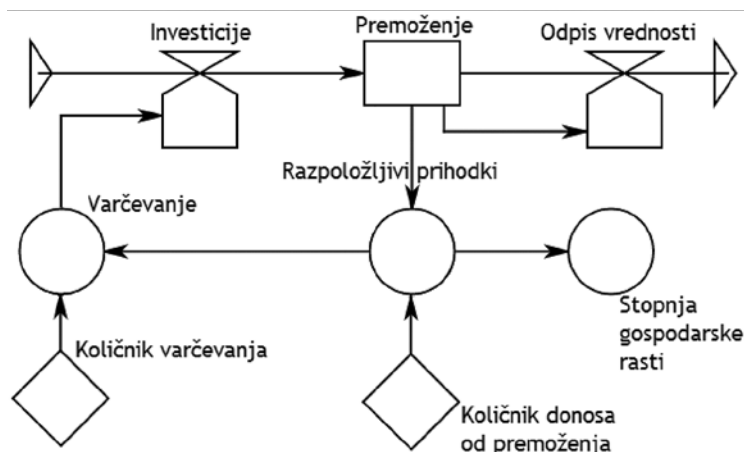 Investicije
Premoženje
Odpis vrednosti
Razpoložljivi prihodki
Varčevanje
Stopnja
gospodarske
rasti
Količnik varčevanja
Količnik donosa
od premoženja